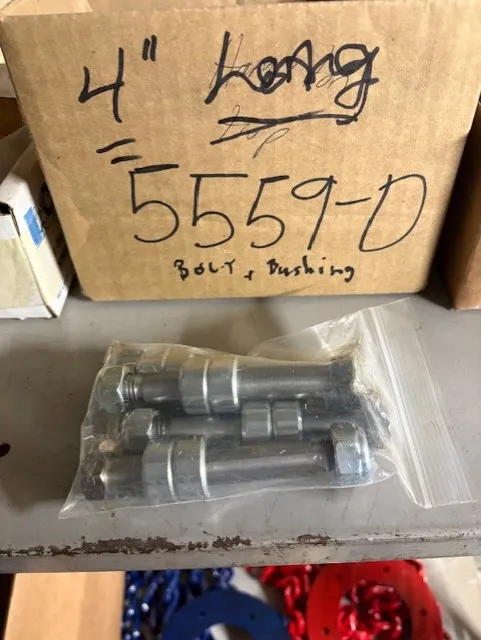 4" Long
5559-D
BOLT + Bushing